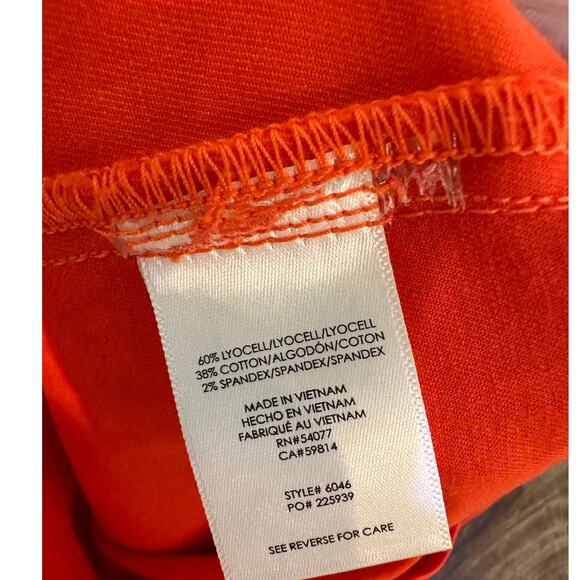 60% LYOCELL/LYOCELL/LYOCELL
38% COTTON/ALGODÓN/COTON
2% SPANDEX/SPANDEX/SPANDEX
MADE IN VIETNAM
HECHO EN VIETNAM
FABRIQUÉ AU VIETNAM
RN#54077
CA#59814
STYLE# 6046
PO# 225939
SEE REVERSE FOR CARE